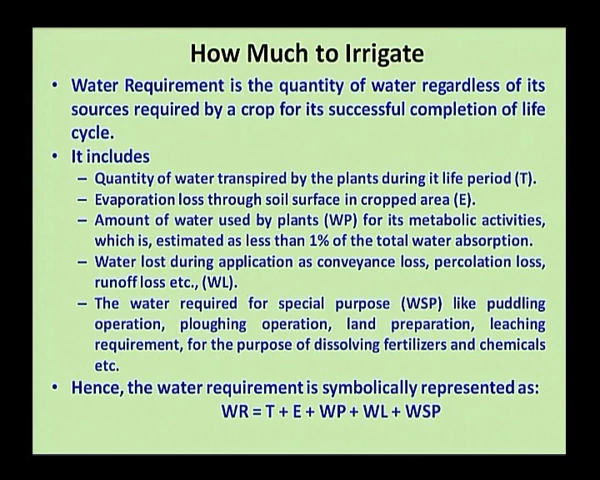 How Much to Irrigate
• Water Requirement is the quantity of water regardless of its
sources required by a crop for its successful completion of life
cycle.
• It includes
– Quantity of water transpired by the plants during it life period (T).
– Evaporation loss through soil surface in cropped area (E).
– Amount of water used by plants (WP) for its metabolic activities,
which is, estimated as less than 1% of the total water absorption.
– Water lost during application as conveyance loss, percolation loss,
runoff loss etc., (WL).
– The water required for special purpose (WSP) like puddling
operation, ploughing operation, land preparation, leaching
requirement, for the purpose of dissolving fertilizers and chemicals
etc.
• Hence, the water requirement is symbolically represented as:
WR = T + E + WP + WL + WSP